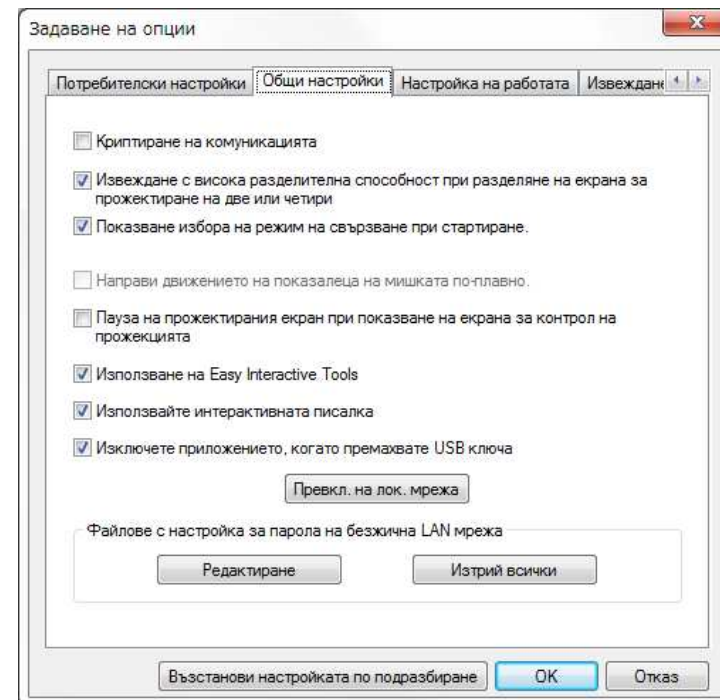 Задаване на опции
Потребителски настройки
Общи настройки
Настройка на работата
Извеждане
Криптиране на комуникацията
Извеждане с висока разделителна способност при разделяне на екрана за
прожектиране на две или четири
Показване избора на режим на свързване при стартиране.
Направи движението на показалеца на мишката по-плавно.
Пауза на прожектирания екран при показване на екрана за контрол на
прожекцията
Използване на Easy Interactive Tools
Използвайте интерактивната писалка
Изключете приложението, когато премахвате USB ключа
Превкл. на лок. мрежа
Файлове с настройка за парола на безжична LAN мрежа
Редактиране
Изтрий всички
Възстанови настройката по подразбиране
OK
Отказ